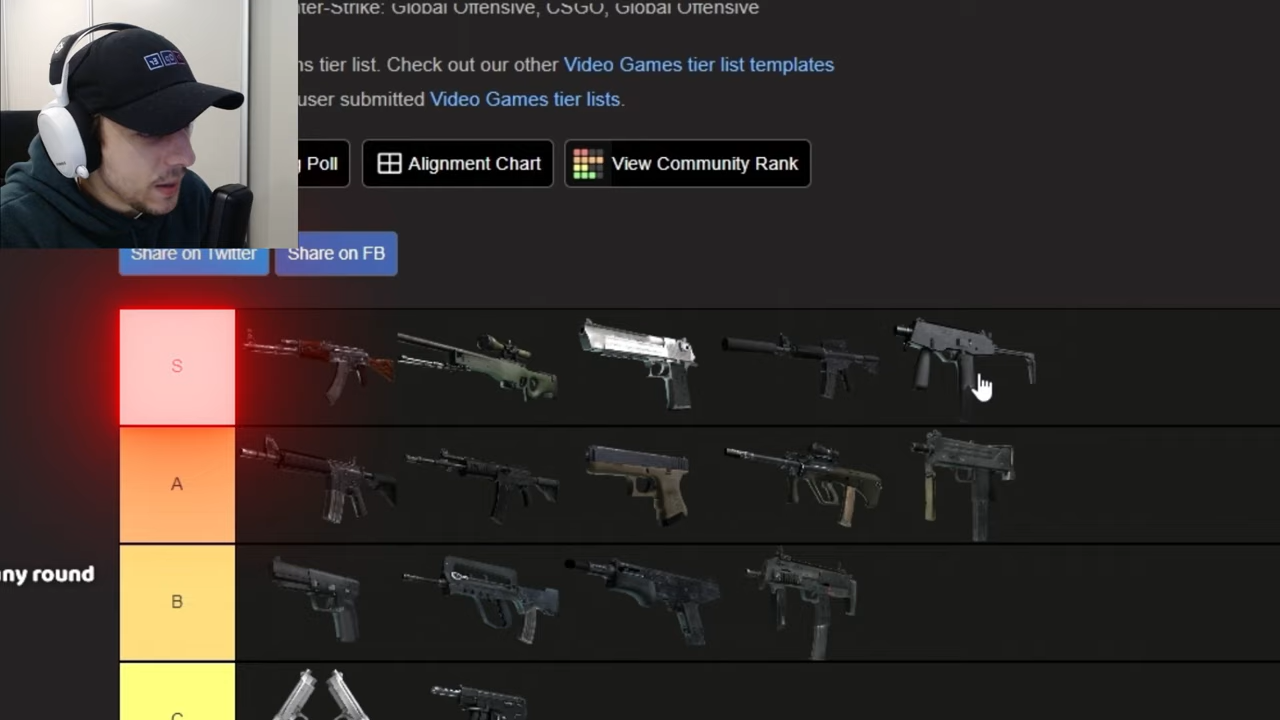 ter-Strike: Global Offensive, CSGO, Global Offensive
ns tier list. Check out our other Video Games tier list templates
user submitted Video Games tier lists.
Poll Alignment Chart View Community Rank
Share on Twitter Share on FB
S
A
any round
B
C